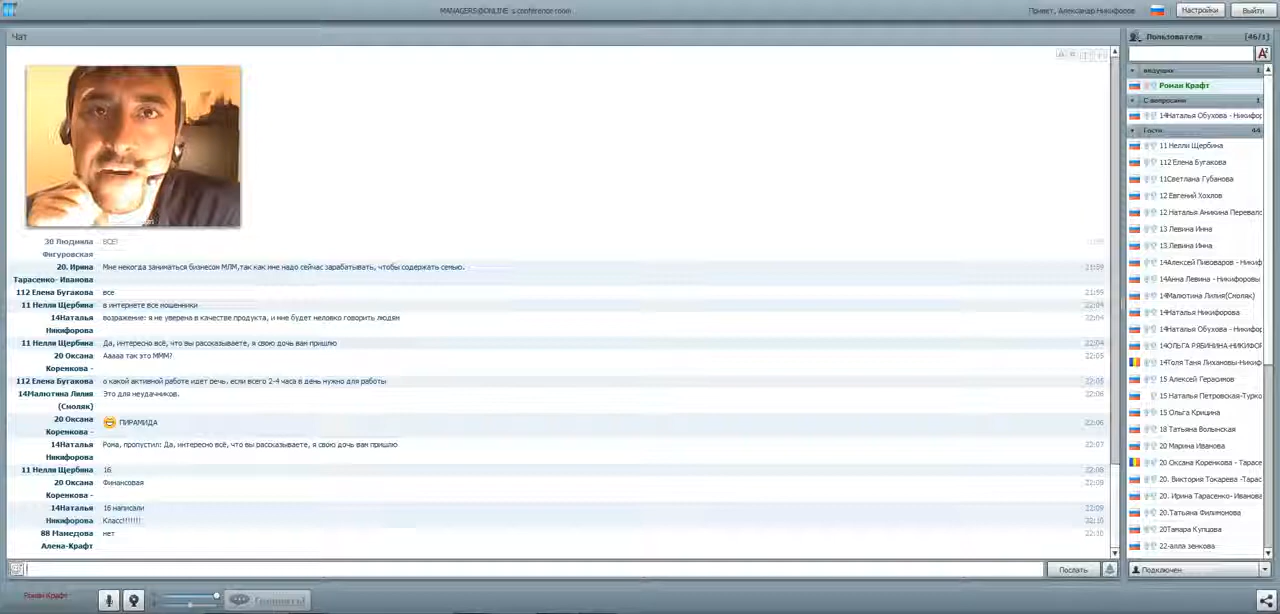 MANAGERS@ONLINE s conference room
Привет, Александр Никифоров
Настройки
Выйти
Чат
Пользователи
[46/1]
ведущих 1
Роман Крафт
С вопросами 1
14Наталья Обухова - Никифор
Гости 44
11 Нелли Щербина
112 Елена Бугакова
11Светлана Губанова
12 Евгений Хохлов
12 Наталья Аникина Перевало
13 Левина Инна
13.Левина Инна
14Алексей Пивоваров - Никиф
14Анна Левина - Никифоровы
14Малютина Лилия(Смоляк)
14Наталья Никифорова
14Наталья Обухова - Никифор
14ОЛЬГА РЯБИНИНА-НИКИФОР
14Толя Таня Лихановы-Никиф
15 Алексей Герасимов
15 Наталья Петровская-Турко
15 Ольга Крицина
18 Татьяна Волынская
20 Марина Иванова
20 Оксана Коренкова - Тарасе
20. Виктория Токарева -Тарас
20. Ирина Тарасенко-Иванова
20.Татьяна Филимонова
20Тамара Купцова
22-алла зенкова
Подключен
30 Людмила Фигуровская
ВСЕ!
20. Ирина Тарасенко- Иванова
Мне некогда заниматься бизнесом МЛМ,так как мне надо сейчас зарабатывать, чтобы содержать семью.
21:59
112 Елена Бугакова
все
21:59
11 Нелли Щербина
в интернете все мошенники
22:04
14Наталья Никифорова
возражение: я не уверена в качестве продукта, и мне будет неловко говорить людям
22:04
11 Нелли Щербина
Да, интересно всё, что вы рассказываете, я свою дочь вам пришлю
22:04
20 Оксана Коренкова -
Ааааа так это МММ?
22:05
112 Елена Бугакова
о какой активной работе идет речь, если всего 2-4 часа в день нужно для работы
22:05
14Малютина Лилия (Смоляк)
Это для неудачников.
22:06
20 Оксана Коренкова -
ПИРАМИДА
22:06
14Наталья Никифорова
Рома, пропустил: Да, интересно всё, что вы рассказываете, я свою дочь вам пришлю
22:07
11 Нелли Щербина
16
22:08
20 Оксана Коренкова -
Финансовая
22:09
14Наталья Никифорова
16 написали
22:09
Класс!!!!!!!
22:10
88 Мамедова Алена-Крафт
нет
22:10
Послать
Роман Крафт
Говорить!